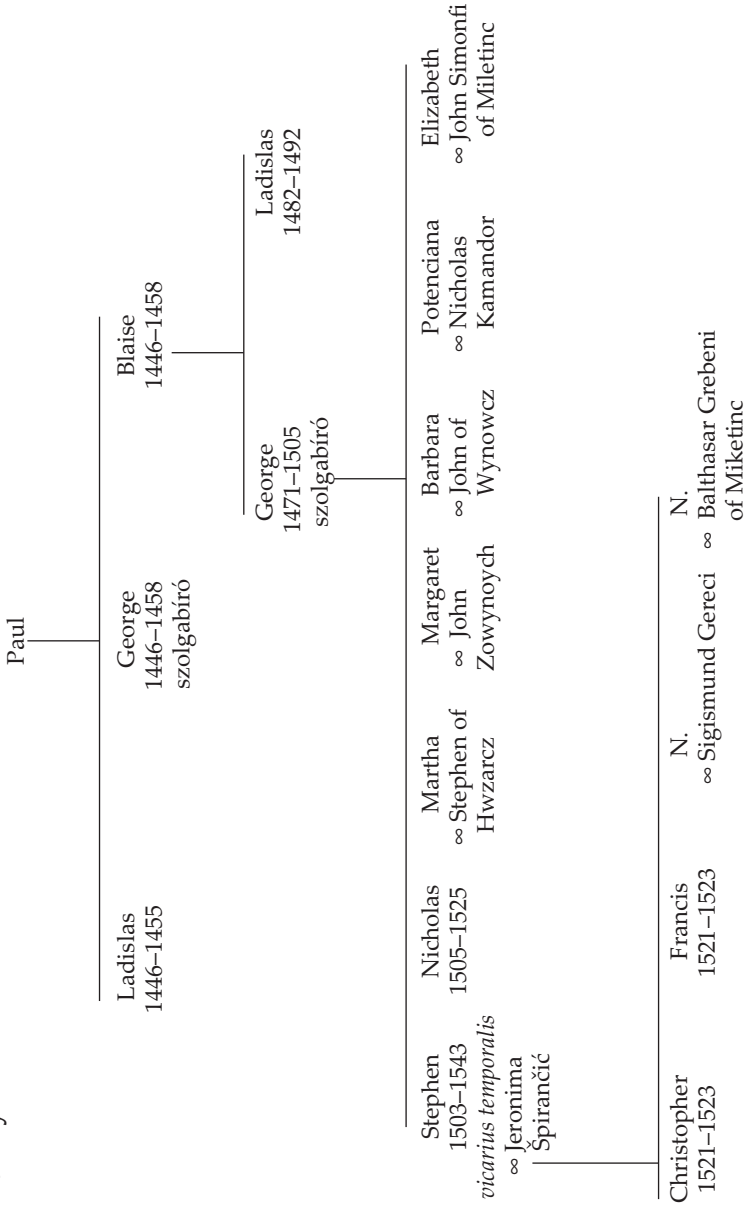 Paul
Ladislas
1446–1455
George
1446–1458
szolgabíró
Blaise
1446–1458
George
1471–1505
szolgabíró
Ladislas
1482–1492
Stephen
1503–1543
vicarius temporalis
∞ Jeronima
Špirančić
Nicholas
1505–1525
Martha
∞ Stephen of
Hwzarcz
Margaret
∞ John
Zowynoych
Barbara
∞ John of
Wynowcz
Potenciana
∞ Nicholas
Kamandor
Elizabeth
∞ John Simonfi
of Miletinc
Christopher
1521–1523
Francis
1521–1523
N.
∞ Sigismund Gereci
N.
∞ Balthasar Grebeni
of Miketinc